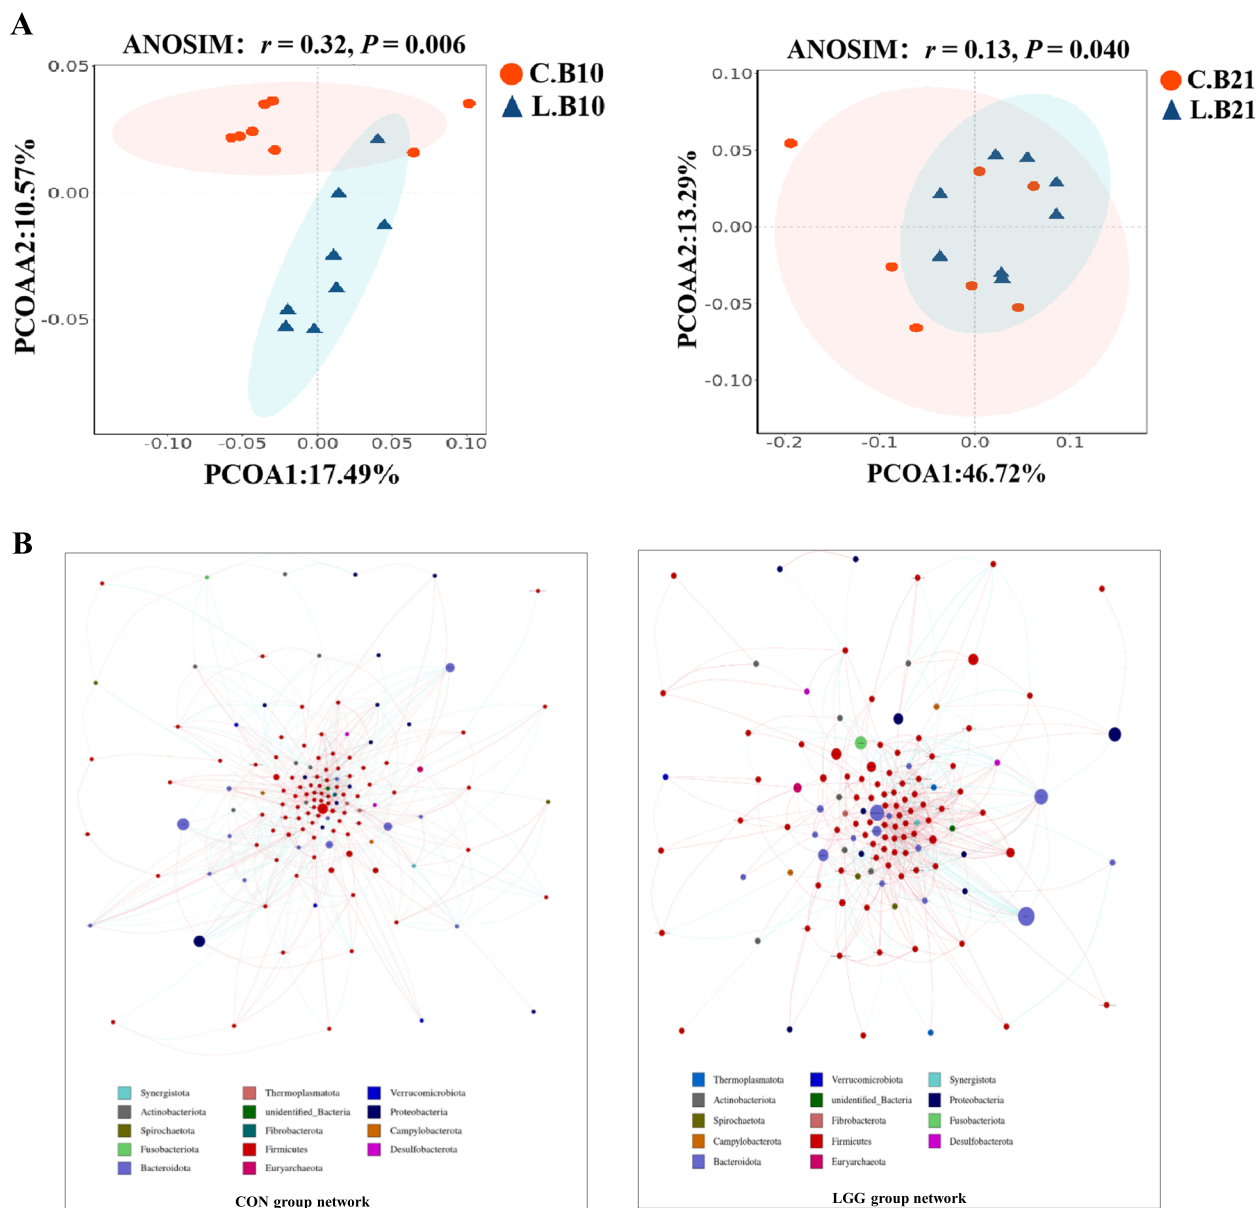 A
ANOSIM: r = 0.32, P = 0.006
C.B10
L.B10
0.05
0.00
-0.05
PCOAA2:10.57%
-0.10 -0.05 0.00 0.05 0.10
PCOA1:17.49%
ANOSIM: r = 0.13, P = 0.040
C.B21
L.B21
0.10
0.05
0.00
-0.05
-0.10
PCOAA2:13.29%
-0.2 -0.1 0.0 0.1
PCOA1:46.72%
B
Synergistota Thermoplasmatota Verrucomicrobiota
Actinobacteriota unidentified_Bacteria Proteobacteria
Spirochaetota Fibrobacterota Campylobacterota
Fusobacteriota Firmicutes Desulfobacterota
Bacteroidota Euryarchaeota
CON group network
Thermoplasmatota Verrucomicrobiota Synergistota
Actinobacteriota unidentified_Bacteria Proteobacteria
Spirochaetota Fibrobacterota Fusobacteriota
Campylobacterota Firmicutes Desulfobacterota
Bacteroidota Euryarchaeota
LGG group network